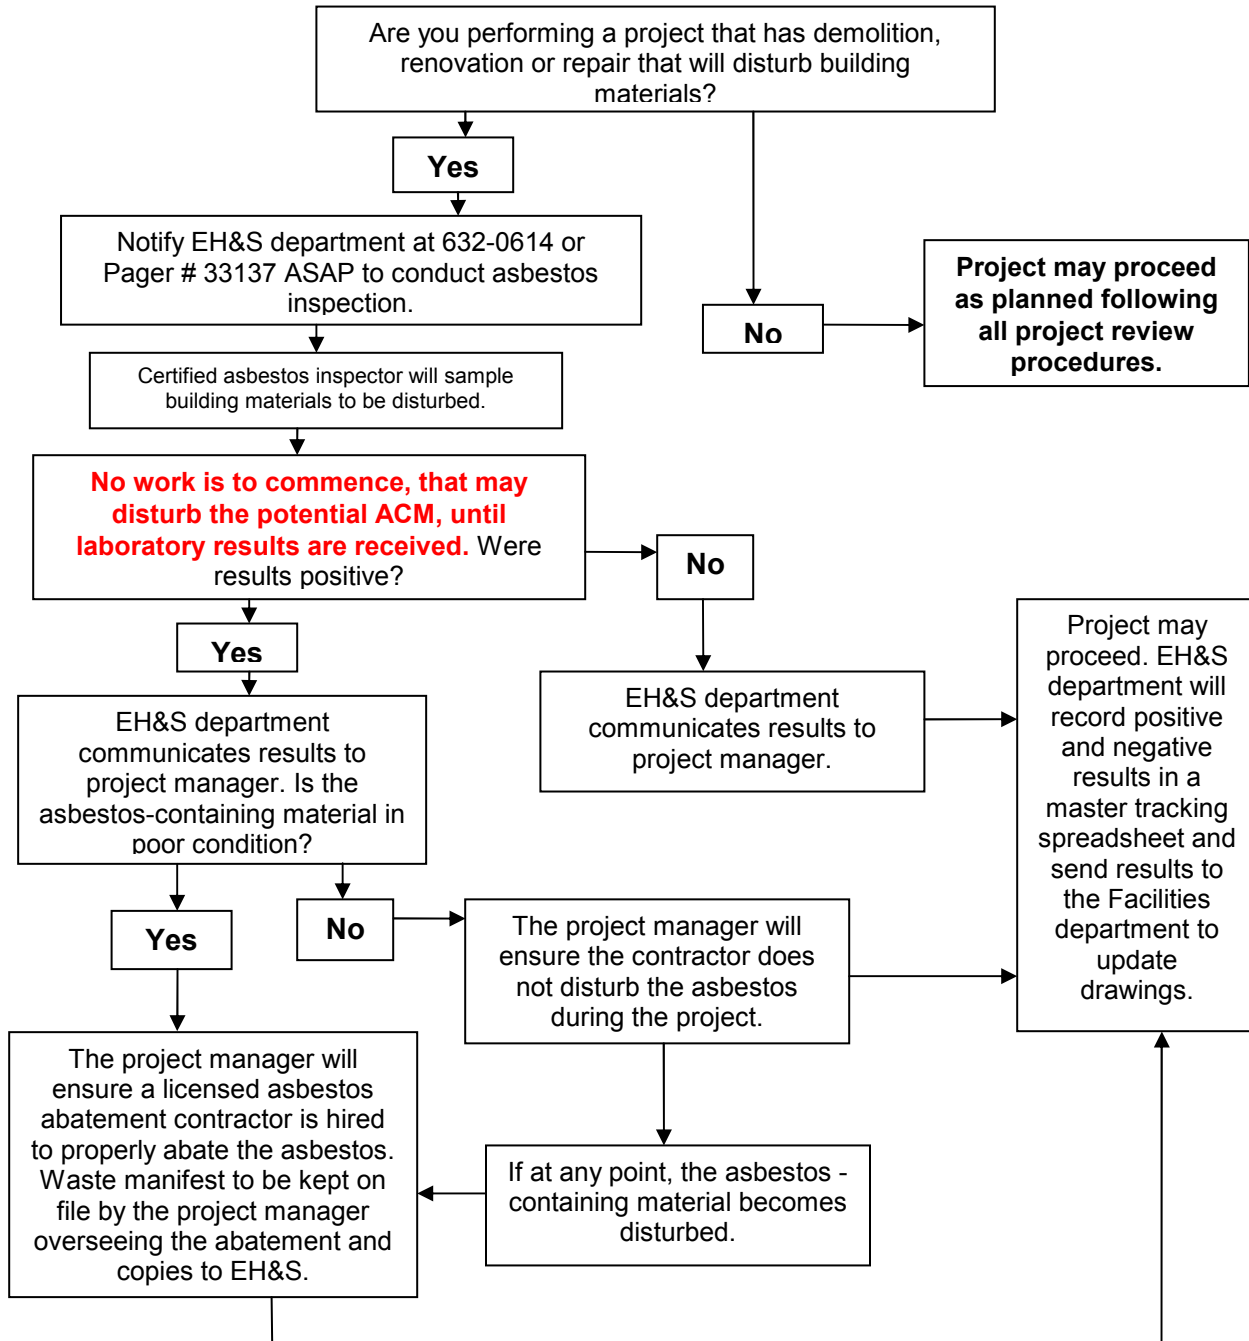 Are you performing a project that has demolition,
renovation or repair that will disturb building
materials?
Yes
Notify EH&S department at 632-0614 or
Pager # 33137 ASAP to conduct asbestos
inspection.
No
Project may proceed
as planned following
all project review
procedures.
Certified asbestos inspector will sample
building materials to be disturbed.
No work is to commence, that may
disturb the potential ACM, until
laboratory results are received. Were
results positive?
No
Yes
EH&S department
communicates results to
project manager.
Project may
proceed. EH&S
department will
record positive
and negative
results in a
master tracking
spreadsheet and
send results to
the Facilities
department to
update
drawings.
EH&S department
communicates results to
project manager. Is the
asbestos-containing material in
poor condition?
Yes
No
The project manager will
ensure the contractor does
not disturb the asbestos
during the project.
The project manager will
ensure a licensed asbestos
abatement contractor is hired
to properly abate the asbestos.
Waste manifest to be kept on
file by the project manager
overseeing the abatement and
copies to EH&S.
If at any point, the asbestos -
containing material becomes
disturbed.